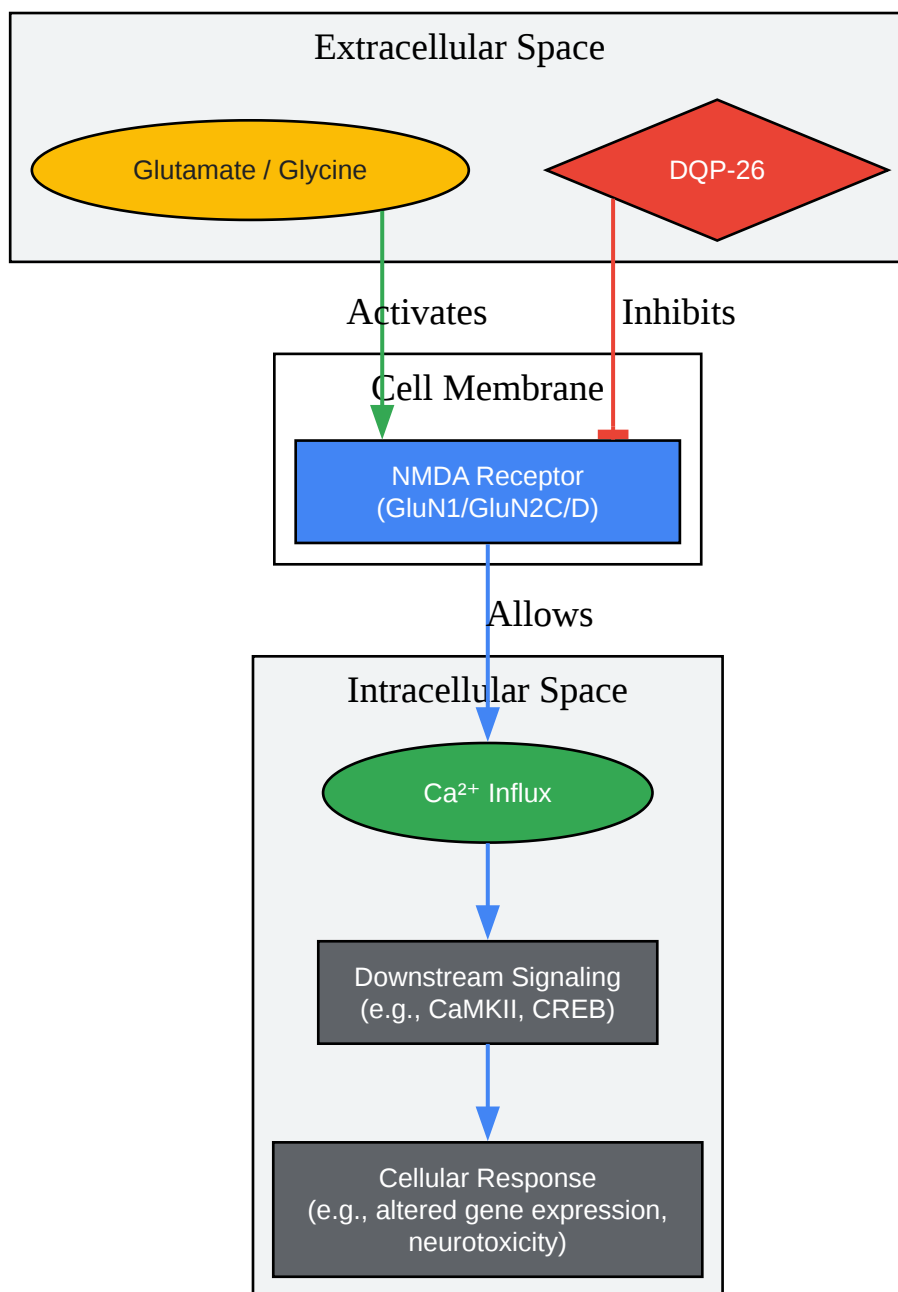 Extracellular Space
Glutamate / Glycine
DQP-26
Activates
Inhibits
Cell Membrane
NMDA Receptor
(GluN1/GluN2C/D)
Allows
Intracellular Space
Ca²⁺ Influx
Downstream Signaling
(e.g., CaMKII, CREB)
Cellular Response
(e.g., altered gene expression,
neurotoxicity)